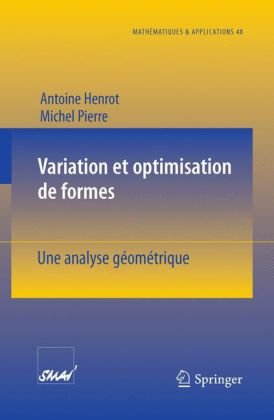 MATHÉMATIQUES & APPLICATIONS 48
Antoine Henrot
Michel Pierre
Variation et optimisation
de formes
Une analyse géométrique
SMAI
Springer